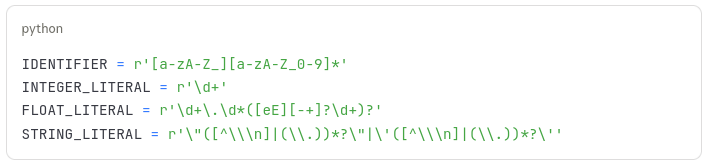 python
IDENTIFIER = r'[a-zA-Z_][a-zA-Z_0-9]*'
INTEGER_LITERAL = r'\d+'
FLOAT_LITERAL = r'\d+\.\d*([eE][-+]?\d+)?'
STRING_LITERAL = r'\"([^\\\n]|(\\.))*?\"|\'([^\\\n]|(\\.))*?\''